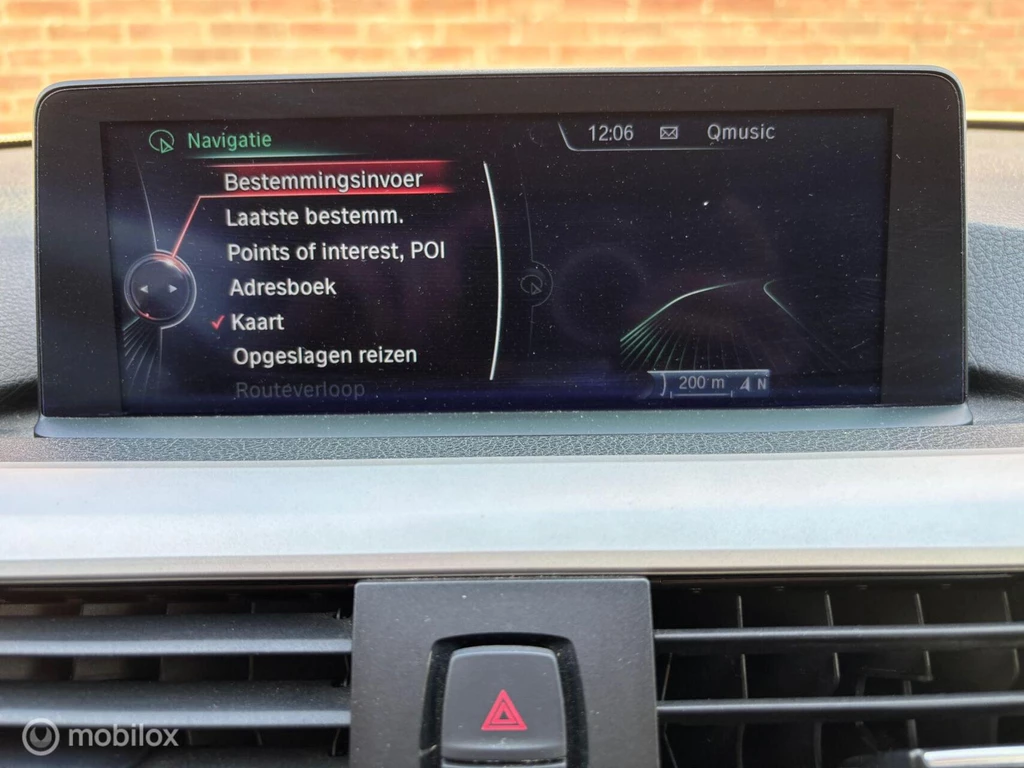 Navigatie
12:06 Qmusic
Bestemmingsinvoer
Laatste bestemm.
Points of interest, POI
Adresboek
Kaart
Opgeslagen reizen
Routeverloop
200 m N
mobilox